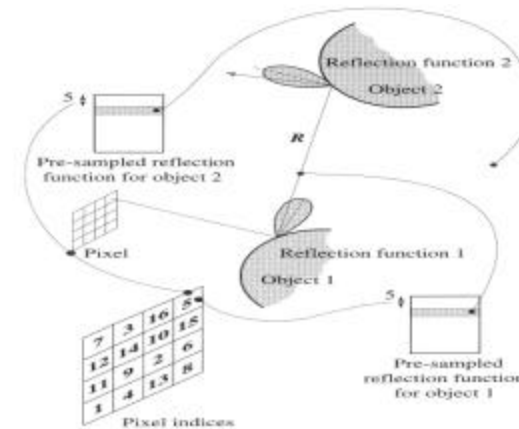 Reflection function 2
Object 2
5
Pre-sampled reflection
function for object 2
R
Pixel
Reflection function 1
Object 1
5
Pre-sampled
reflection function
for object 1
7 3 16 5
12 14 10 15
11 9 2 6
1 4 13 8
Pixel indices